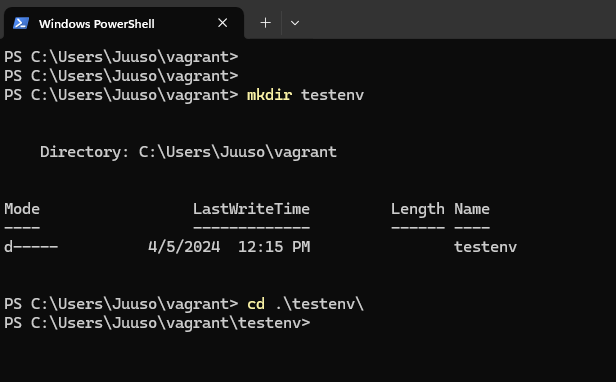 Windows PowerShell
PS C:\Users\Juuso\vagrant>
PS C:\Users\Juuso\vagrant>
PS C:\Users\Juuso\vagrant> mkdir testenv
Directory: C:\Users\Juuso\vagrant
Mode LastWriteTime Length Name
---- ------------- ------ ----
d----- 4/5/2024 12:15 PM testenv
PS C:\Users\Juuso\vagrant> cd .\testenv\
PS C:\Users\Juuso\vagrant\testenv>